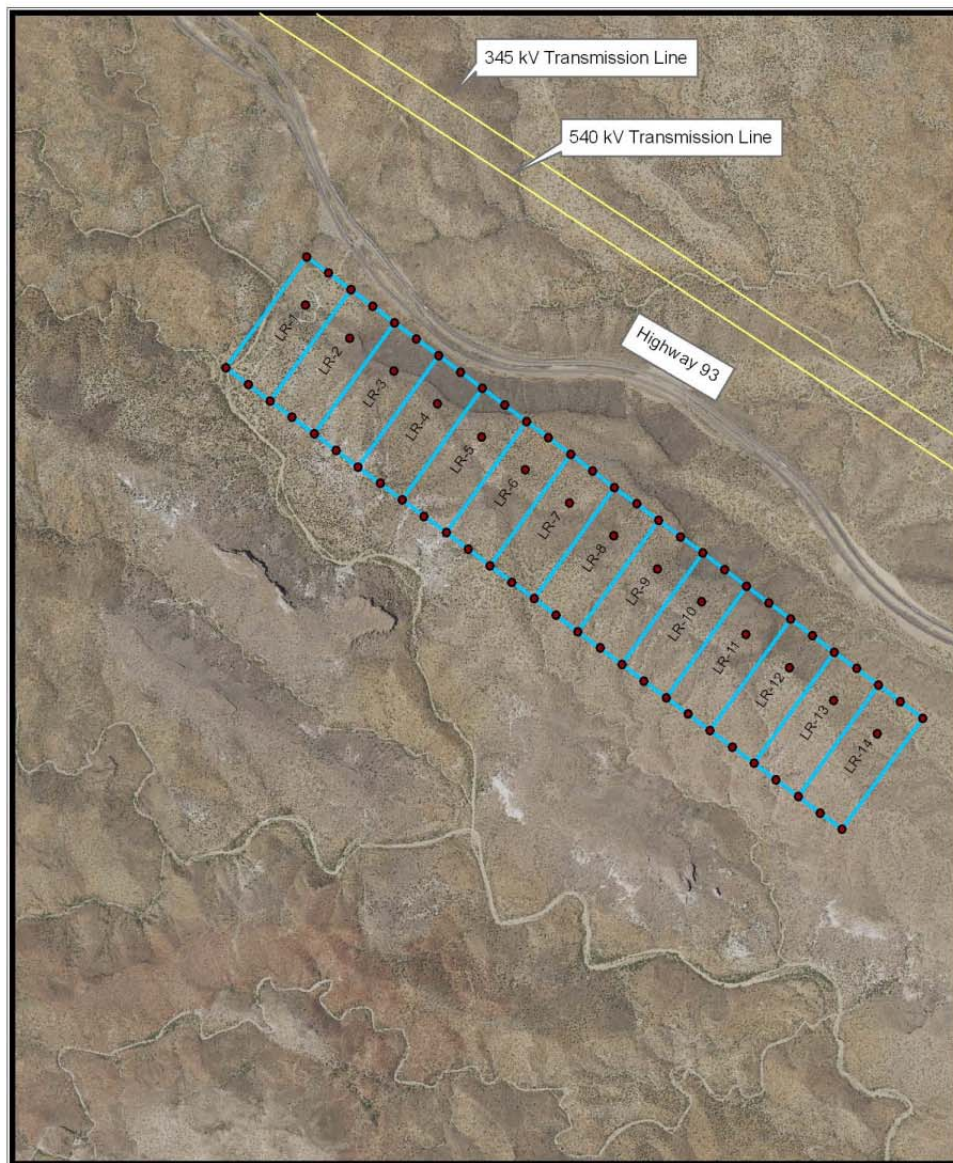 345 kV Transmission Line
540 kV Transmission Line
Highway 93
LR-1
LR-2
LR-3
LR-4
LR-5
LR-6
LR-7
LR-8
LR-9
LR-10
LR-11
LR-12
LR-13
LR-14